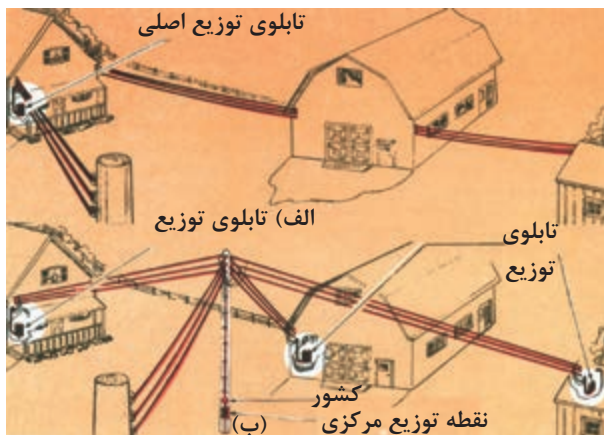 تابلوی توزیع اصلی
الف) تابلوی توزیع
تابلوی
توزیع
کشور
نقطه توزیع مرکزی (ب)